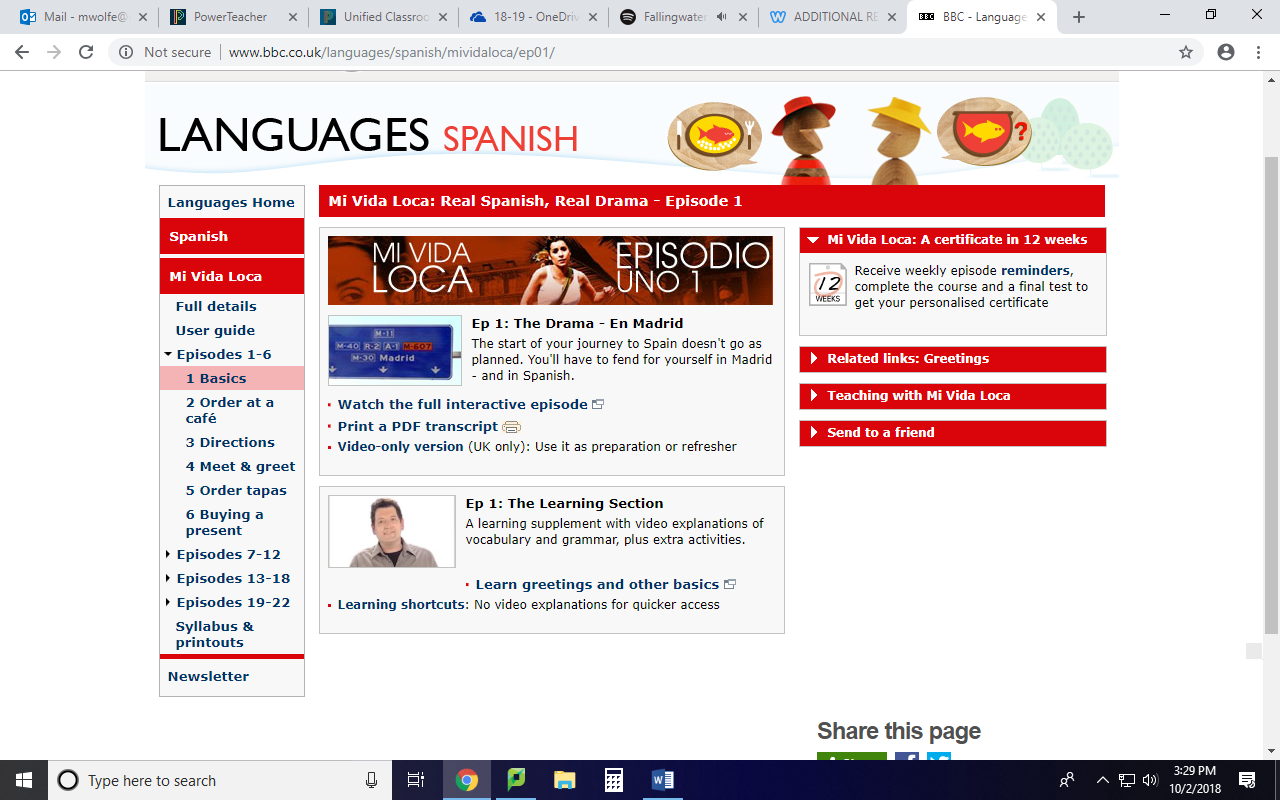 Mail - mwolfe@
PowerTeacher
Unified Classroo
18-19 - OneDriv
Fallingwater
ADDITIONAL RE
BBC - Language
Not secure
www.bbc.co.uk/languages/spanish/mividaloca/ep01/
LANGUAGES SPANISH
?
Languages Home
Spanish
Mi Vida Loca
Full details
User guide
Episodes 1-6
1 Basics
2 Order at a
café
3 Directions
4 Meet & greet
5 Order tapas
6 Buying a
present
Episodes 7-12
Episodes 13-18
Episodes 19-22
Syllabus &
printouts
Newsletter
Mi Vida Loca: Real Spanish, Real Drama - Episode 1
MI VIDA
LOCA
EPISODIO
UNO 1
M-11
M-40 R-2 A-1 M-607
M-30 Madrid
Ep 1: The Drama - En Madrid
The start of your journey to Spain doesn't go as
planned. You'll have to fend for yourself in Madrid
- and in Spanish.
Watch the full interactive episode
Print a PDF transcript
Video-only version (UK only): Use it as preparation or refresher
Ep 1: The Learning Section
A learning supplement with video explanations of
vocabulary and grammar, plus extra activities.
Learn greetings and other basics
Learning shortcuts: No video explanations for quicker access
Mi Vida Loca: A certificate in 12 weeks
12
WEEKS
Receive weekly episode reminders,
complete the course and a final test to
get your personalised certificate
Related links: Greetings
Teaching with Mi Vida Loca
Send to a friend
Share this page
Type here to search
3:29 PM
10/2/2018